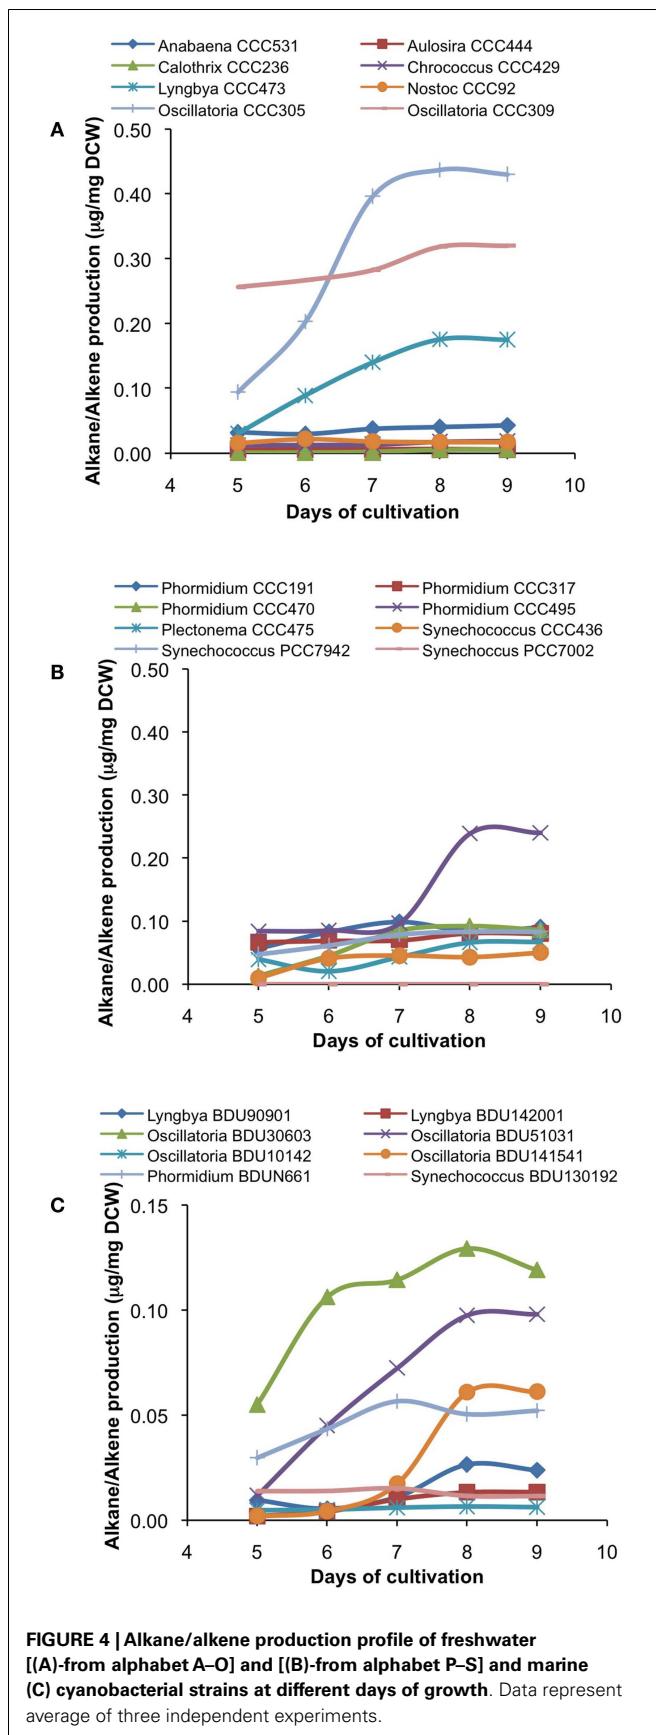 Anabaena CCC531 Aulosira CCC444
Calothrix CCC236 Chrococcus CCC429
Lyngbya CCC473 Nostoc CCC92
Oscillatoria CCC305 Oscillatoria CCC309
A
Alkane/Alkene production (µg/mg DCW)
0.50
0.40
0.30
0.20
0.10
0.00
4 5 6 7 8 9 10
Days of cultivation
Phormidium CCC191 Phormidium CCC317
Phormidium CCC470 Phormidium CCC495
Plectonema CCC475 Synechococcus CCC436
Synechococcus PCC7942 Synechoccus PCC7002
B
Alkane/Alkene production (µg/mg DCW)
0.50
0.40
0.30
0.20
0.10
0.00
4 5 6 7 8 9 10
Days of cultivation
Lyngbya BDU90901 Lyngbya BDU142001
Oscillatoria BDU30603 Oscillatoria BDU51031
Oscillatoria BDU10142 Oscillatoria BDU141541
Phormidium BDUN661 Synechococcus BDU130192
C
Alkane/Alkene production (µg/mg DCW)
0.15
0.10
0.05
0.00
4 5 6 7 8 9 10
Days of cultivation
FIGURE 4 | Alkane/alkene production profile of freshwater
[(A)-from alphabet A–O] and [(B)-from alphabet P–S] and marine
(C) cyanobacterial strains at different days of growth. Data represent
average of three independent experiments.